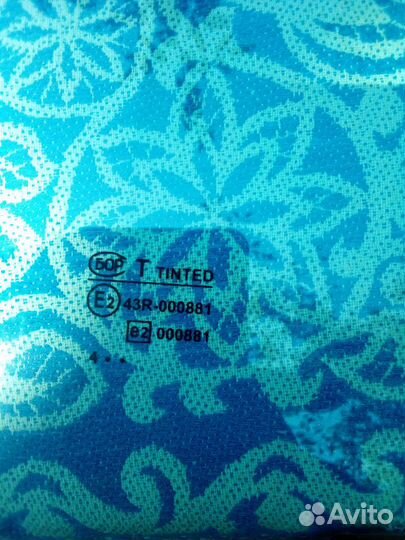 БОР T TINTED
E2 43R-000881
e2 000881
4 • •
Avito